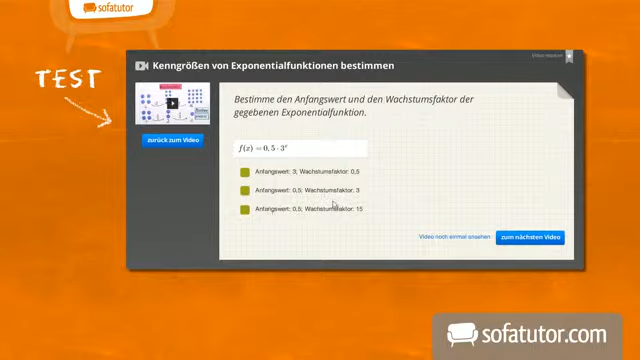 sofatutor
TEST
Kenngrößen von Exponentialfunktionen bestimmen
Bestimme den Anfangswert und den Wachstumsfaktor der
gegebenen Exponentialfunktion.
zurück zum Video
f(x) = 0,5 · 3ˣ
Anfangswert: 3, Wachstumsfaktor: 0,5
Anfangswert: 0,5; Wachstumsfaktor: 3
Anfangswert: 0,5; Wachstumsfaktor: 15
Video noch einmal ansehen
zum nächsten Video
sofatutor.com